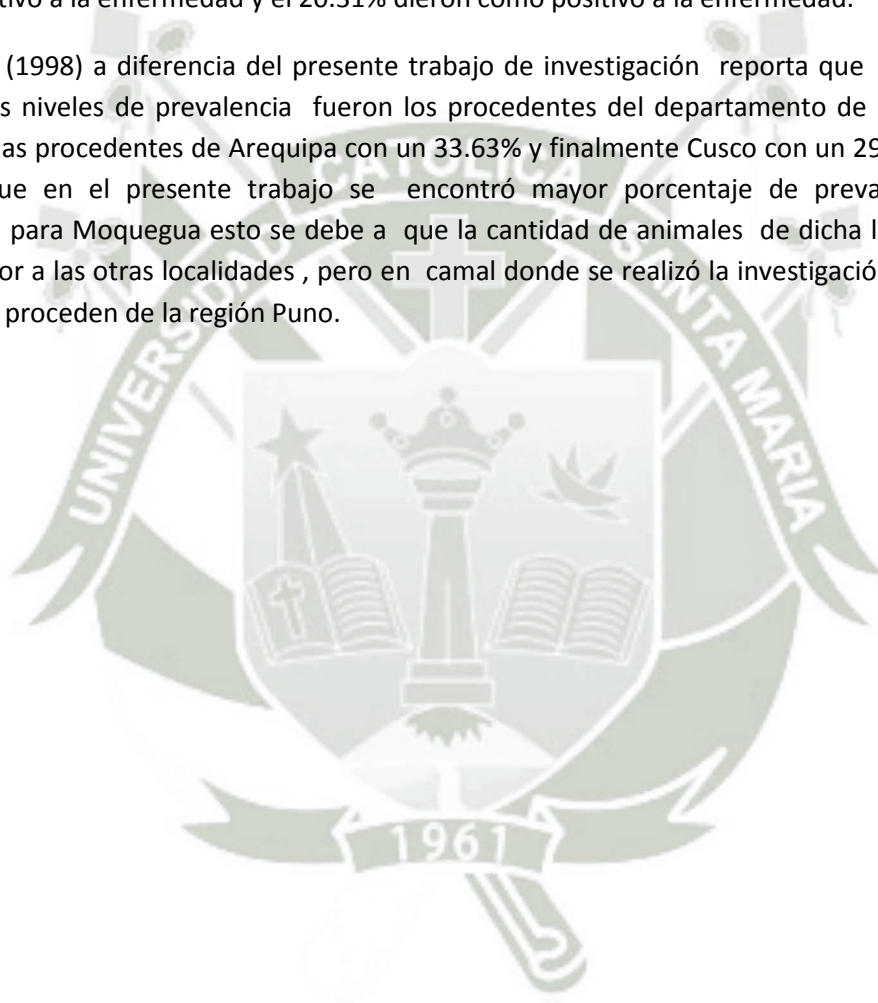 tivo a la enfermedad y el 20.31% dieron como positivo a la enfermedad.
(1998) a diferencia del presente trabajo de investigación reporta que
s niveles de prevalencia fueron los procedentes del departamento de
as procedentes de Arequipa con un 33.63% y finalmente Cusco con un 29
ue en el presente trabajo se encontró mayor porcentaje de preva
para Moquegua esto se debe a que la cantidad de animales de dicha l
or a las otras localidades , pero en camal donde se realizó la investigació
proceden de la región Puno.
UNIVERSIDAD CATOLICA SANTA MARIA
1961